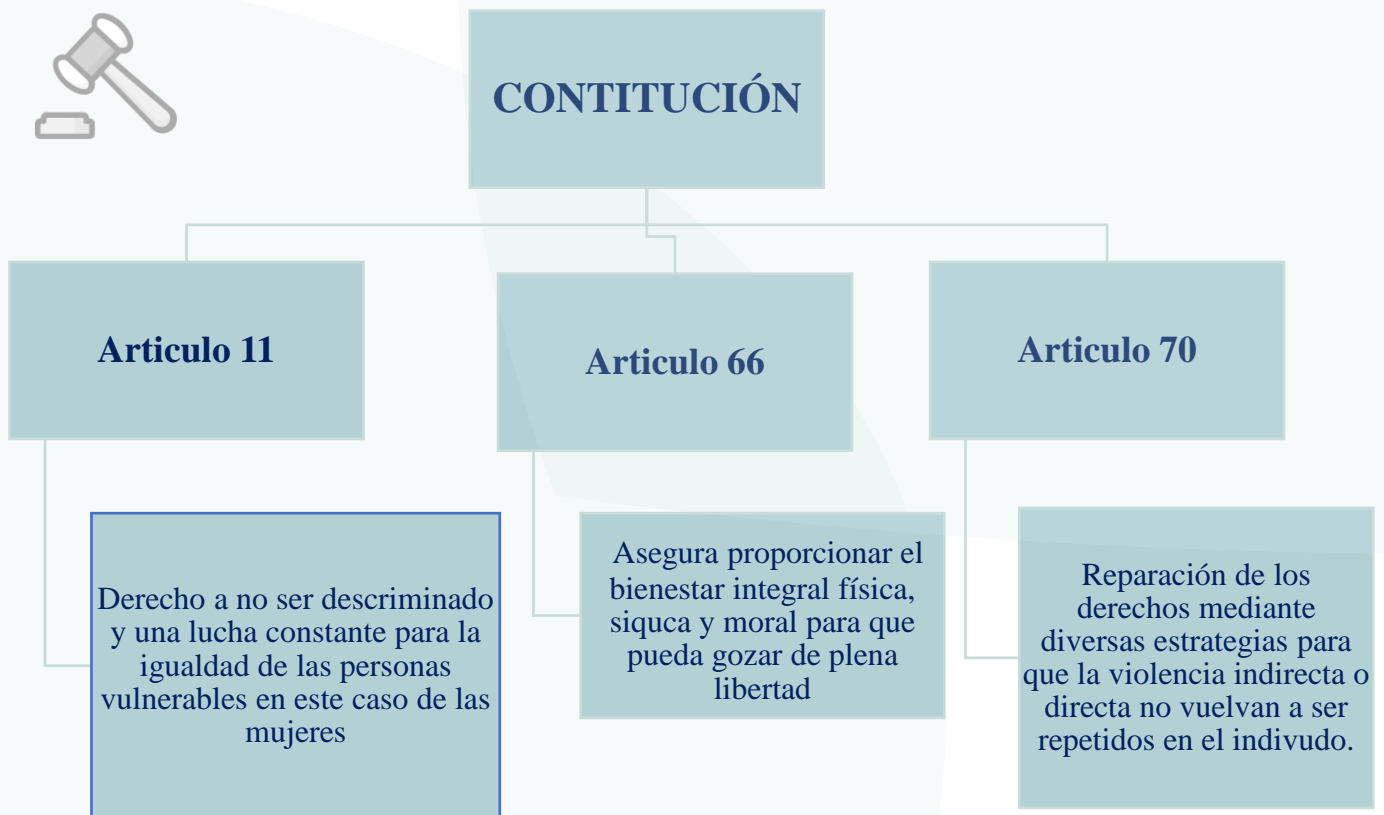 CONTITUCIÓN
Articulo 11
Articulo 66
Articulo 70
Derecho a no ser descriminado
y una lucha constante para la
igualdad de las personas
vulnerables en este caso de las
mujeres
Asegura proporcionar el
bienestar integral física,
siquca y moral para que
pueda gozar de plena
libertad
Reparación de los
derechos mediante
diversas estrategias para
que la violencia indirecta o
directa no vuelvan a ser
repetidos en el indivudo.